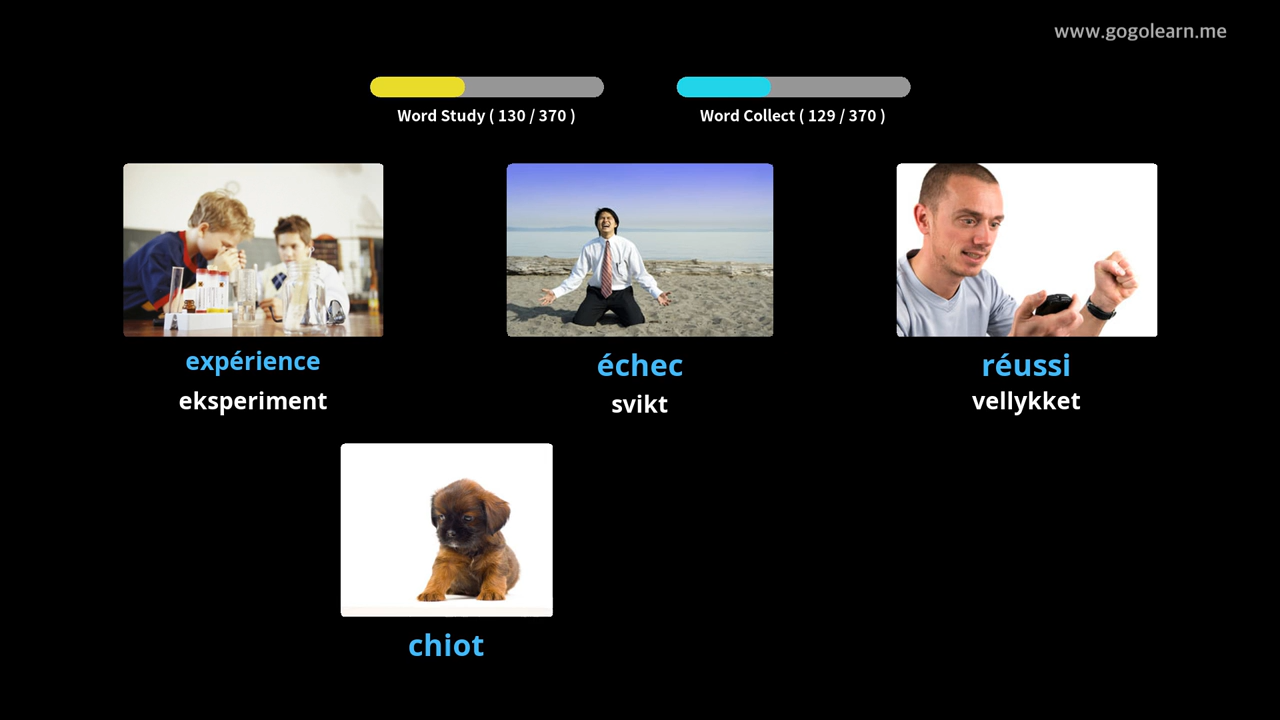 www.gogolearn.me
Word Study ( 130 / 370 )
Word Collect ( 129 / 370 )
expérience
eksperiment
échec
svikt
réussi
vellykket
chiot